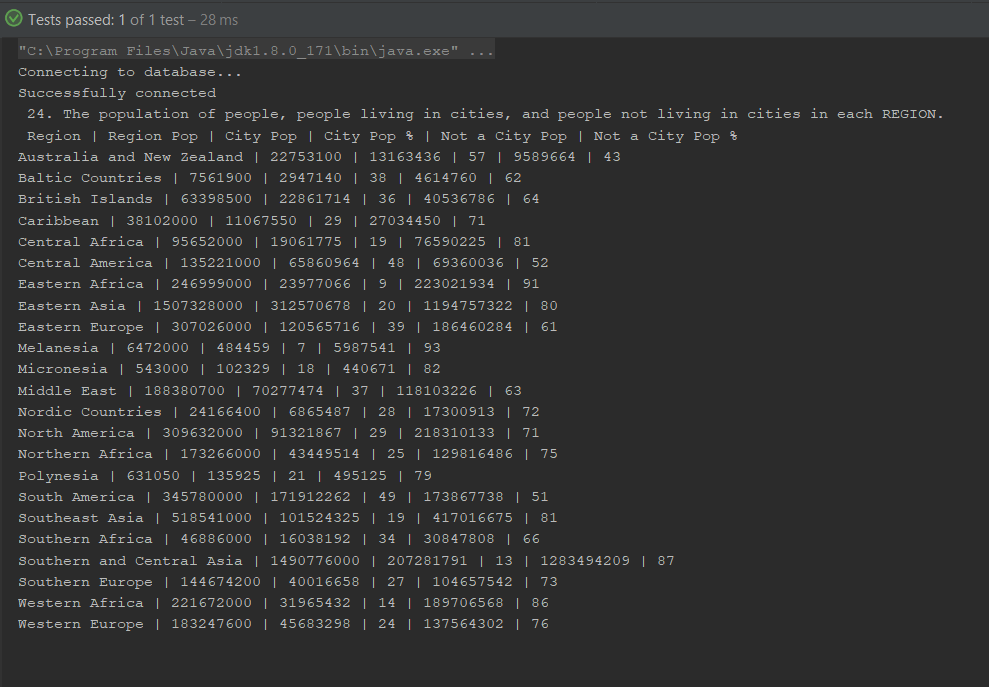 Tests passed: 1 of 1 test – 28 ms
"C:\Program Files\Java\jdk1.8.0_171\bin\java.exe" ...
Connecting to database...
Successfully connected
24. The population of people, people living in cities, and people not living in cities in each REGION.
Region | Region Pop | City Pop | City Pop % | Not a City Pop | Not a City Pop %
Australia and New Zealand | 22753100 | 13163436 | 57 | 9589664 | 43
Baltic Countries | 7561900 | 2947140 | 38 | 4614760 | 62
British Islands | 63398500 | 22861714 | 36 | 40536786 | 64
Caribbean | 38102000 | 11067550 | 29 | 27034450 | 71
Central Africa | 95652000 | 19061775 | 19 | 76590225 | 81
Central America | 135221000 | 65860964 | 48 | 69360036 | 52
Eastern Africa | 246999000 | 23977066 | 9 | 223021934 | 91
Eastern Asia | 1507328000 | 312570678 | 20 | 1194757322 | 80
Eastern Europe | 307026000 | 120565716 | 39 | 186460284 | 61
Melanesia | 6472000 | 484459 | 7 | 5987541 | 93
Micronesia | 543000 | 102329 | 18 | 440671 | 82
Middle East | 188380700 | 70277474 | 37 | 118103226 | 63
Nordic Countries | 24166400 | 6865487 | 28 | 17300913 | 72
North America | 309632000 | 91321867 | 29 | 218310133 | 71
Northern Africa | 173266000 | 43449514 | 25 | 129816486 | 75
Polynesia | 631050 | 135925 | 21 | 495125 | 79
South America | 345780000 | 171912262 | 49 | 173867738 | 51
Southeast Asia | 518541000 | 101524325 | 19 | 417016675 | 81
Southern Africa | 46886000 | 16038192 | 34 | 30847808 | 66
Southern and Central Asia | 1490776000 | 207281791 | 13 | 1283494209 | 87
Southern Europe | 144674200 | 40016658 | 27 | 104657542 | 73
Western Africa | 221672000 | 31965432 | 14 | 189706568 | 86
Western Europe | 183247600 | 45683298 | 24 | 137564302 | 76